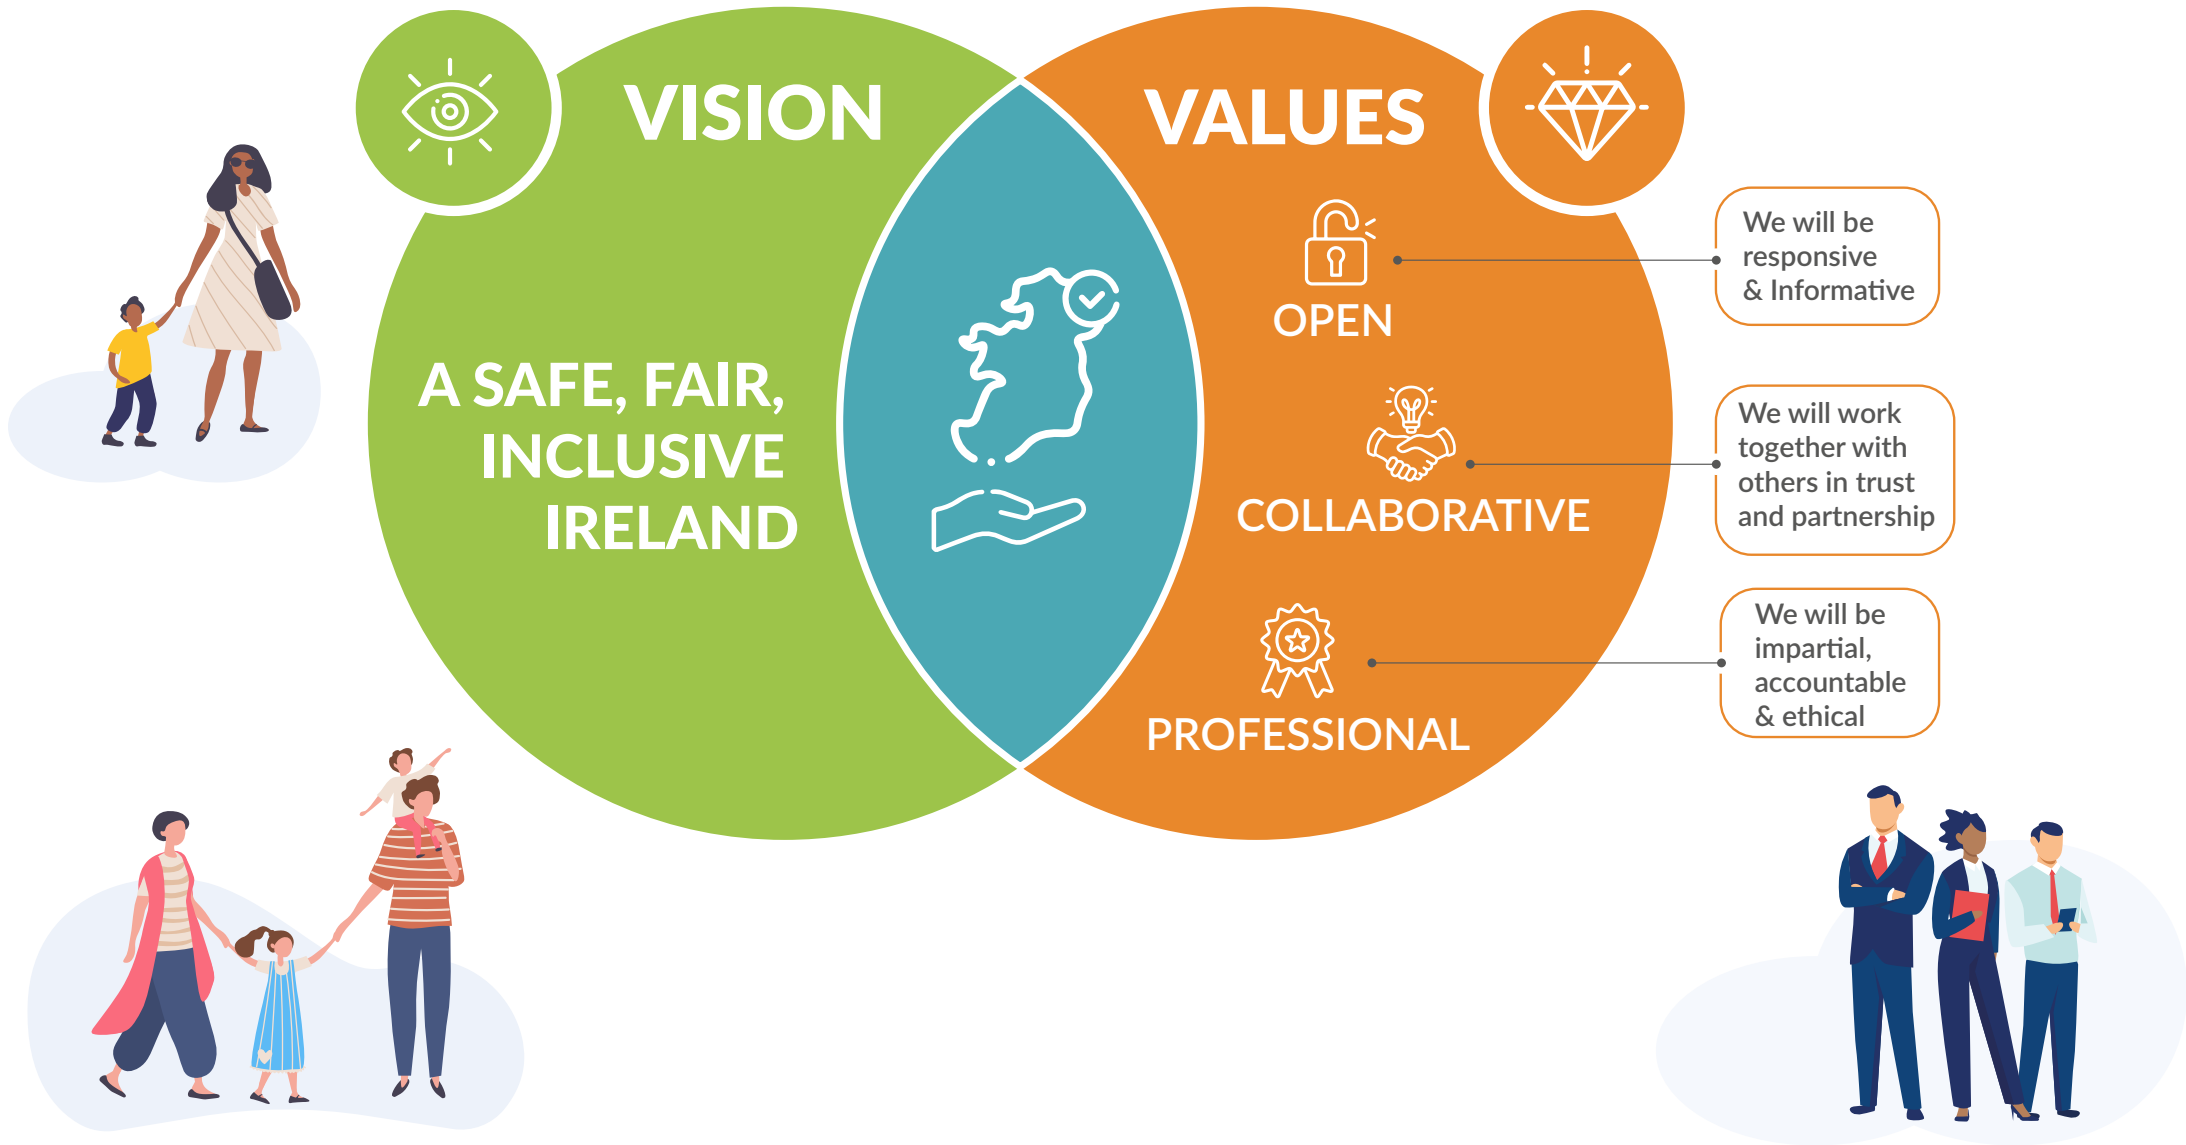 VISION
A SAFE, FAIR,
INCLUSIVE
IRELAND
VALUES
OPEN
We will be
responsive
& Informative
COLLABORATIVE
We will work
together with
others in trust
and partnership
PROFESSIONAL
We will be
impartial,
accountable
& ethical